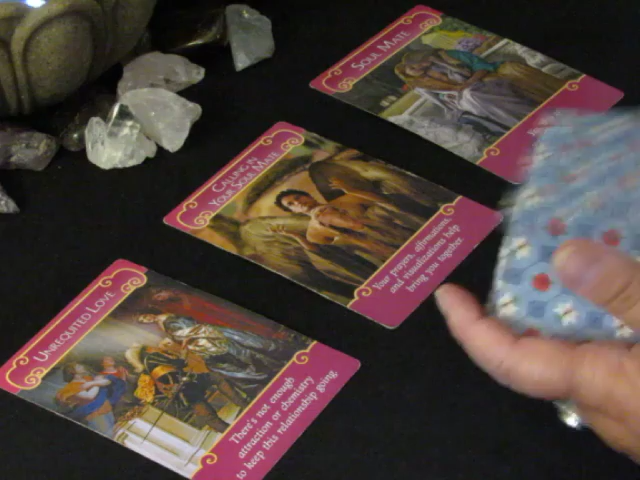 SOUL MATE
CALLING IN
YOUR SOUL MATE
Your prayers, affirmations,
and visualizations help
bring you together.
UNREQUITED LOVE
There's not enough
attraction or chemistry
to keep this relationship going.